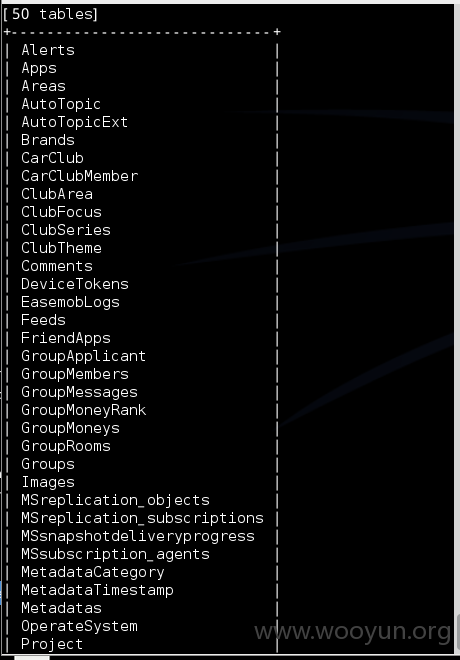 [50 tables]
+-----------------------------+
| Alerts |
| Apps |
| Areas |
| AutoTopic |
| AutoTopicExt |
| Brands |
| CarClub |
| CarClubMember |
| ClubArea |
| ClubFocus |
| ClubSeries |
| ClubTheme |
| Comments |
| DeviceTokens |
| EasemobLogs |
| Feeds |
| FriendApps |
| GroupApplicant |
| GroupMembers |
| GroupMessages |
| GroupMoneyRank |
| GroupMoneys |
| GroupRooms |
| Groups |
| Images |
| MSreplication_objects |
| MSreplication_subscriptions |
| MSsnapshotdeliveryprogress |
| MSsubscription_agents |
| MetadataCategory |
| MetadataTimestamp |
| Metadatas |
| OperateSystem |
| Project |
www.wooyun.org